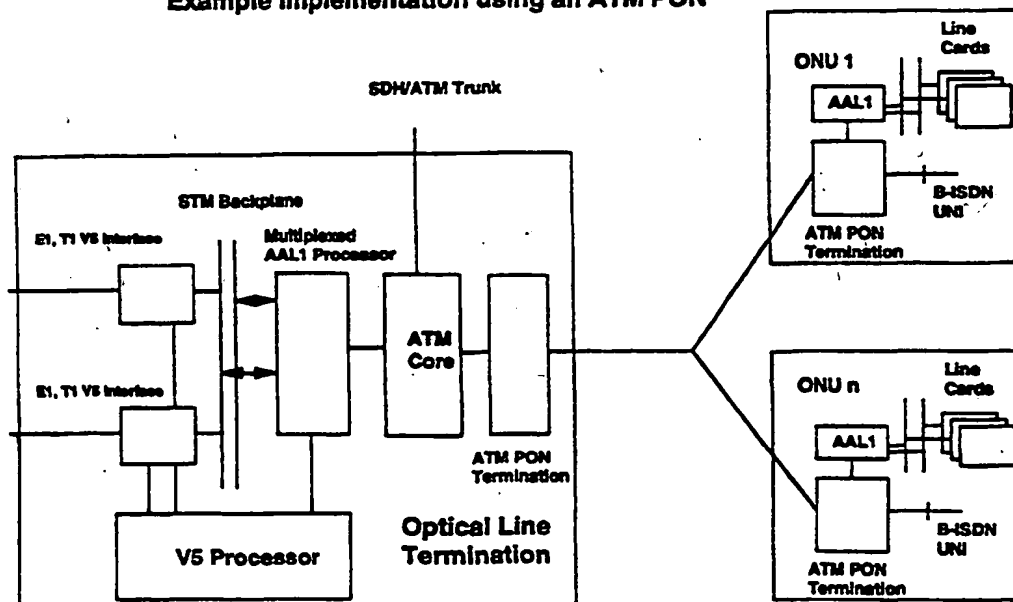 Example Implementation using an ATM PON
SDH/ATM Trunk
STM Backplane
E1, T1 V5 Interface
Multiplexed
AAL1 Processor
ATM
Core
E1, T1 V5 Interface
ATM PON
Termination
V5 Processor
Optical Line
Termination
Line
Cards
ONU 1
AAL1
B-ISDN
UNI
ATM PON
Termination
Line
Cards
ONU n
AAL1
B-ISDN
UNI
ATM PON
Termination